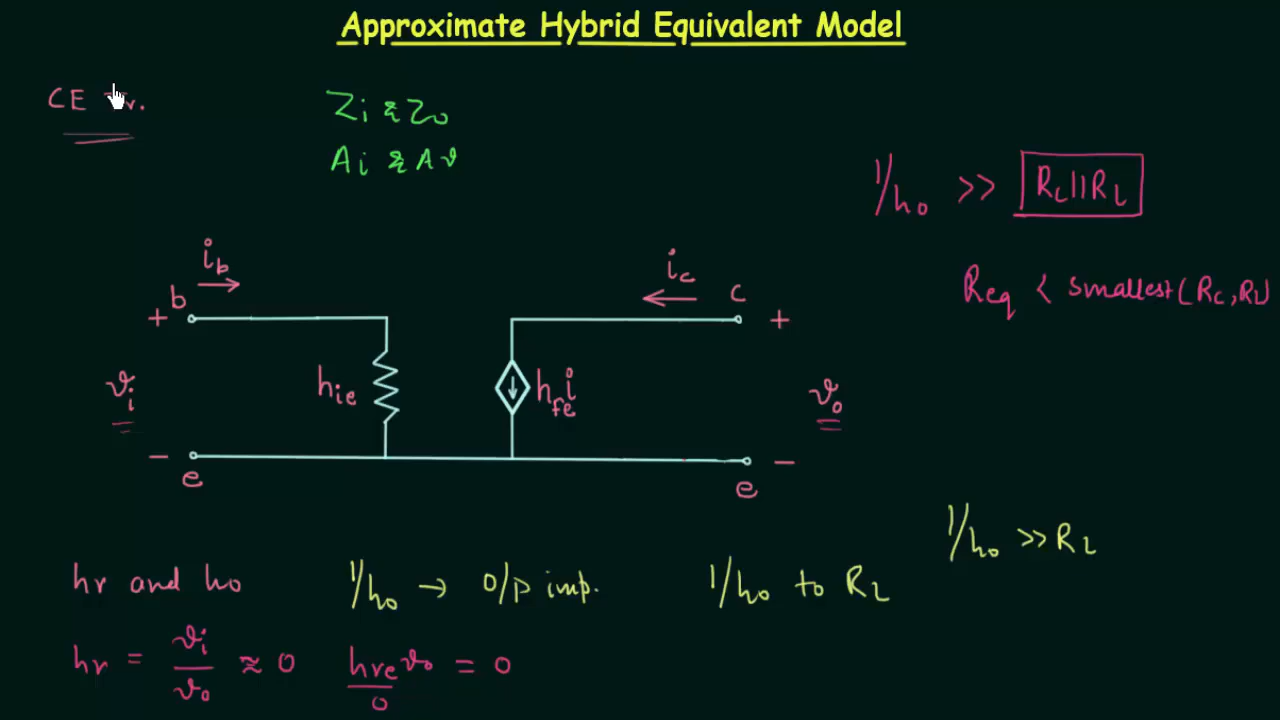 Approximate Hybrid Equivalent Model
CE Tr.
Zi & Zo
Ai & Av
1/ho >> RC||RL
Req < smallest(RC, RL)
ib
ic
+ b
c +
vi
hie
hfe i
vo
- e
e -
1/ho >> RL
hr and ho
1/ho → o/p imp.
1/ho to RL
hr = vi/vo ≈ 0
hre vo = 0
0